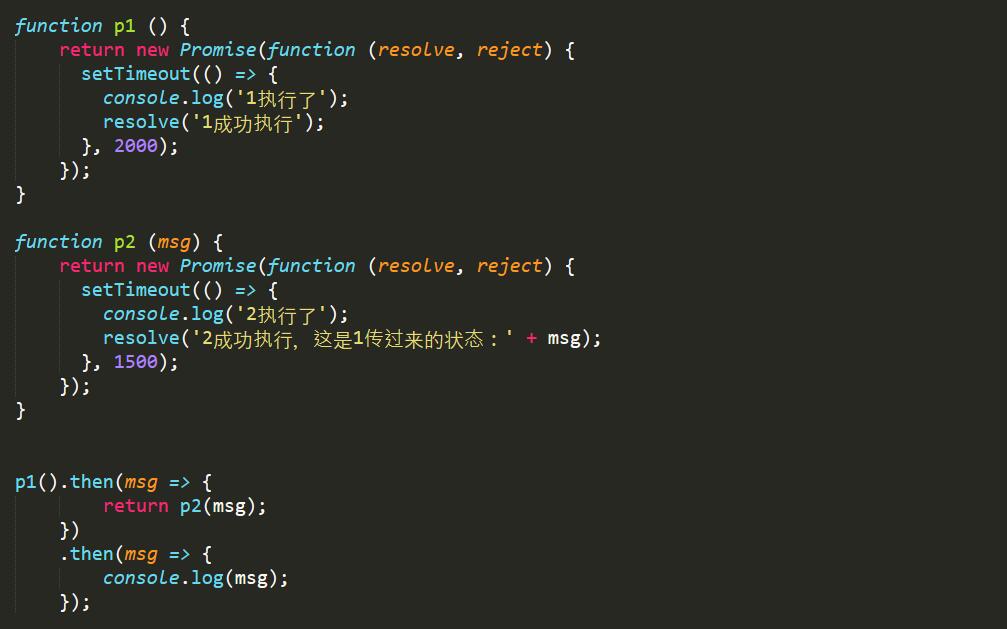 function p1 () {
    return new Promise(function (resolve, reject) {
      setTimeout(() => {
        console.log('1执行了');
        resolve('1成功执行');
      }, 2000);
    });
}

function p2 (msg) {
    return new Promise(function (resolve, reject) {
      setTimeout(() => {
        console.log('2执行了');
        resolve('2成功执行, 这是1传过来的状态：' + msg);
      }, 1500);
    });
}


p1().then(msg => {
        return p2(msg);
    })
    .then(msg => {
        console.log(msg);
    });